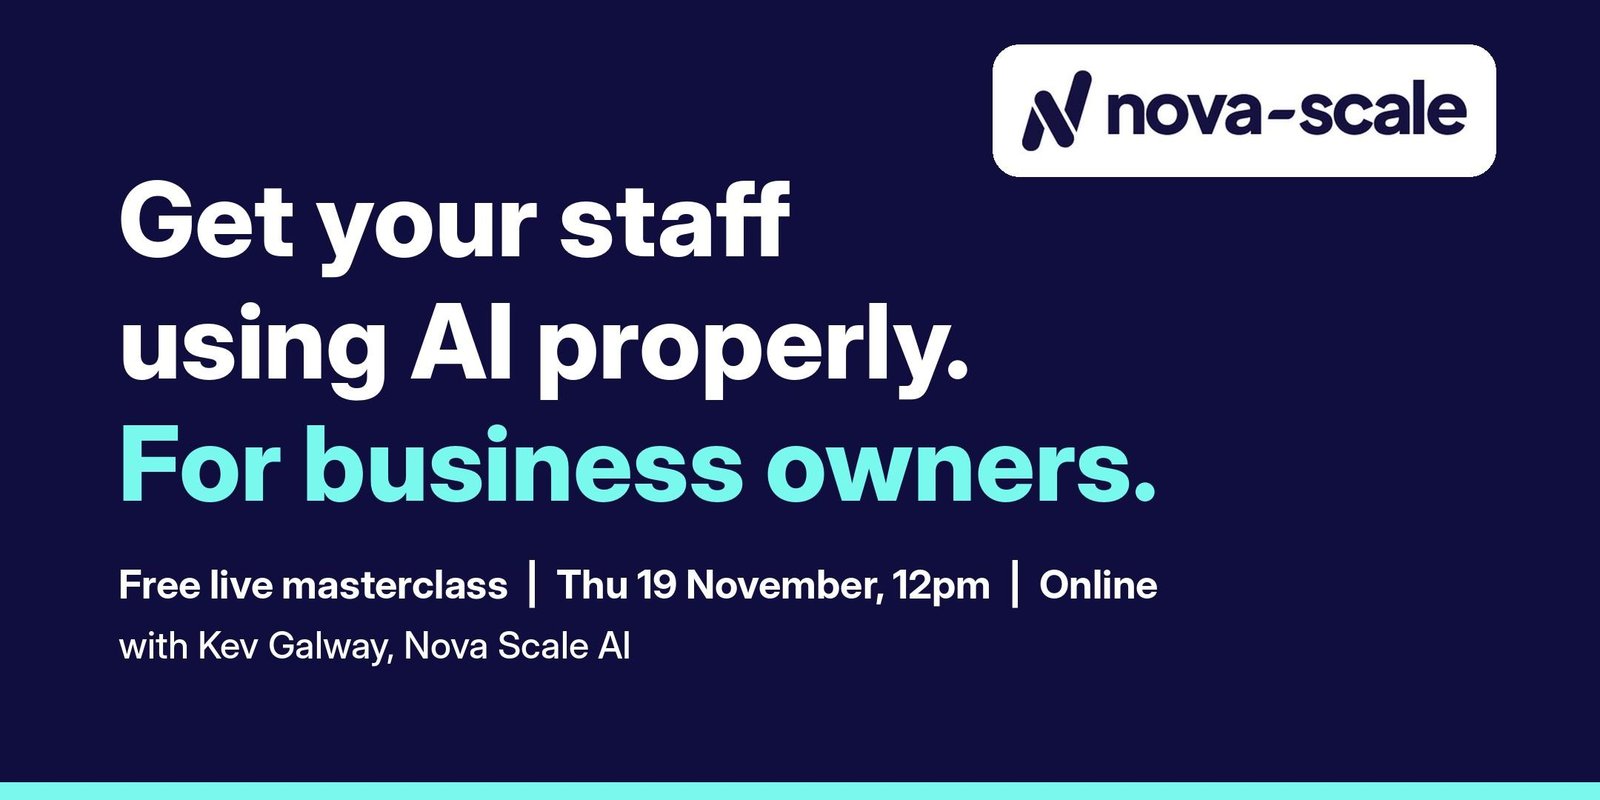 nova-scale
Get your staff
using AI properly.
For business owners.
Free live masterclass | Thu 19 November, 12pm | Online
with Kev Galway, Nova Scale AI